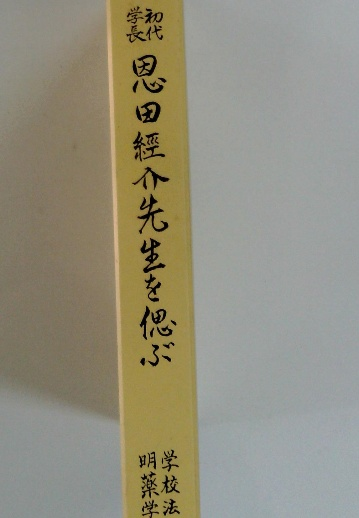 初代
学長
恩田經介先生を偲ぶ
学校法
明薬学